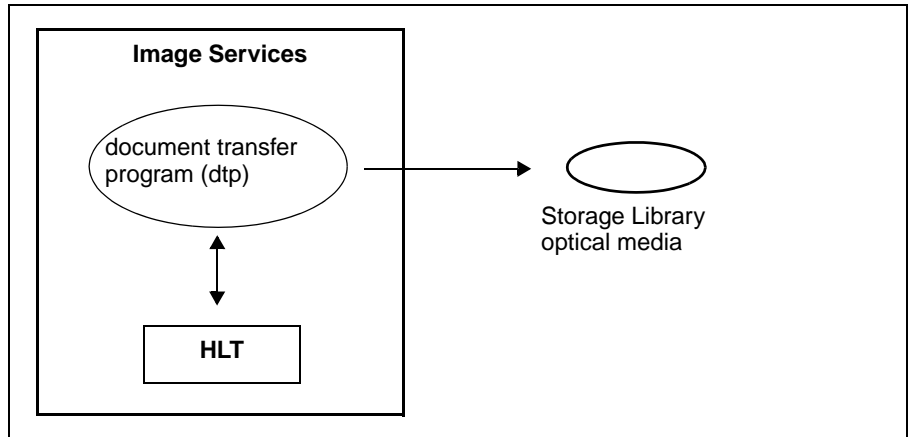 Image Services
document transfer
program (dtp)
Storage Library
optical media
HLT